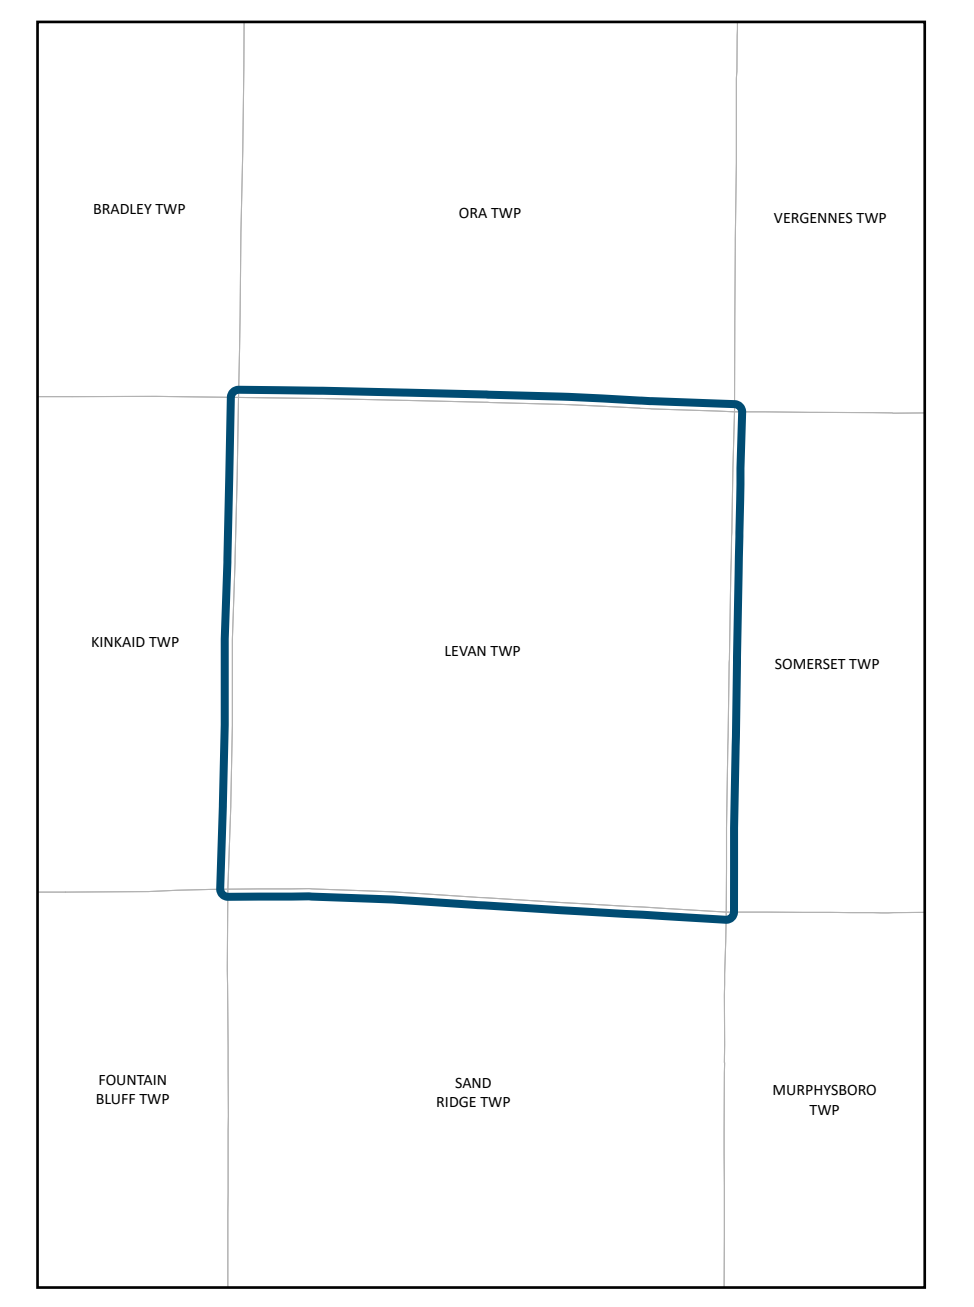 BRADLEY TWP
ORA TWP
VERGENNES TWP
KINKAID TWP
LEVAN TWP
SOMERSET TWP
FOUNTAIN
BLUFF TWP
SAND
RIDGE TWP
MURPHYSBORO
TWP